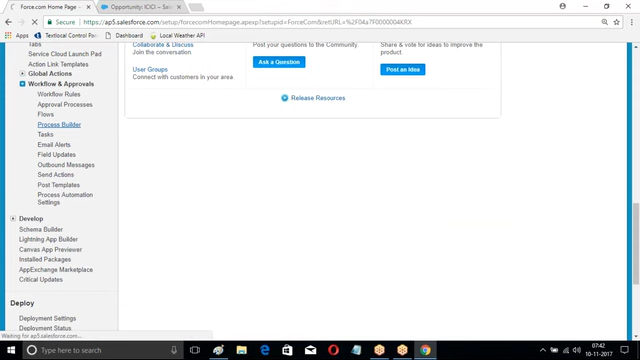 Force.com Home Page
Opportunity: ICICI ~ Sale
https://ap5.salesforce.com/setup/forcecomHomepage.apexp?setupid=ForceCom&retURL=%2F04a7F0000004KRX
Apps
Textlocal Control Pan
Local Weather API
Tabs
Service Cloud Launch Pad
Action Link Templates
Global Actions
Workflow & Approvals
Workflow Rules
Approval Processes
Flows
Process Builder
Tasks
Email Alerts
Field Updates
Outbound Messages
Send Actions
Post Templates
Process Automation
Settings
Develop
Schema Builder
Lightning App Builder
Canvas App Previewer
Installed Packages
AppExchange Marketplace
Critical Updates
Deploy
Deployment Settings
Deployment Status
Waiting for ap5.salesforce.com...
Collaborate & Discuss
Join the conversation.
User Groups
Connect with customers in your area.
Post your questions to the Community.
Ask a Question
Share & vote for ideas to improve the
product.
Post an Idea
Release Resources
Type here to search
07:42
10-11-2017